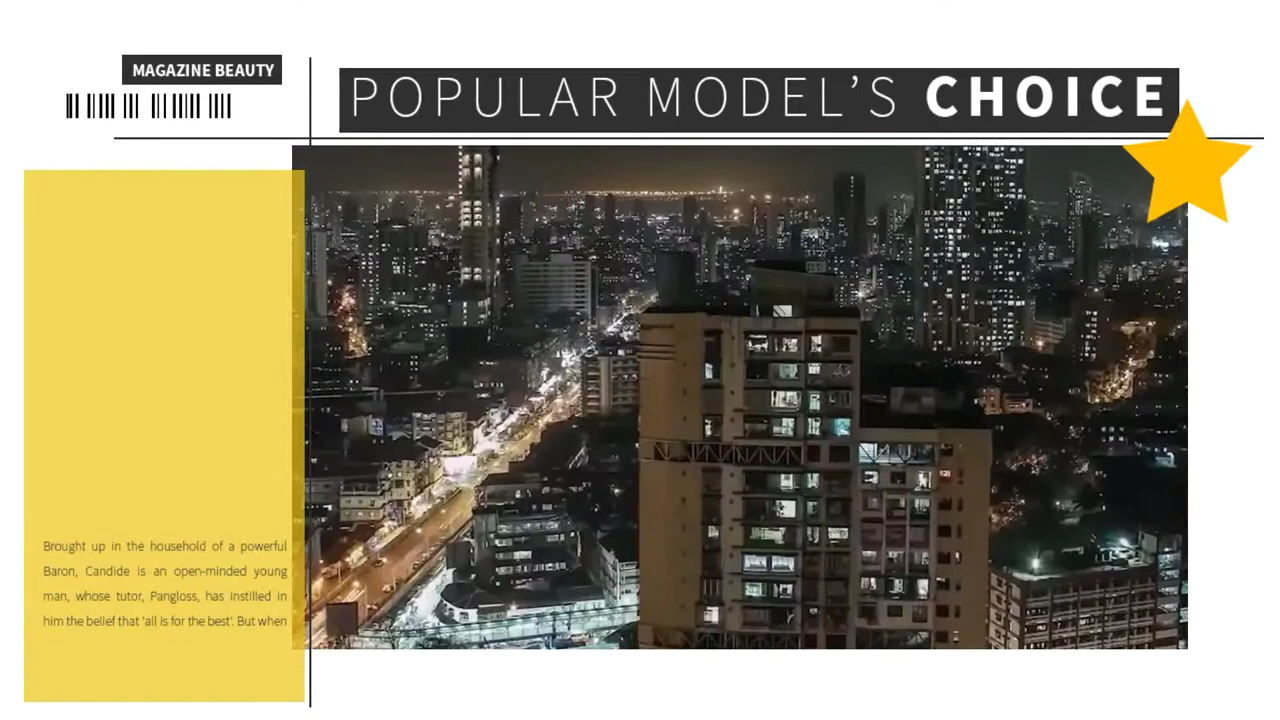 MAGAZINE BEAUTY
POPULAR MODEL’S CHOICE
Brought up in the household of a powerful
Baron, Candide is an open-minded young
man, whose tutor, Pangloss, has instilled in
him the belief that 'all is for the best'. But when